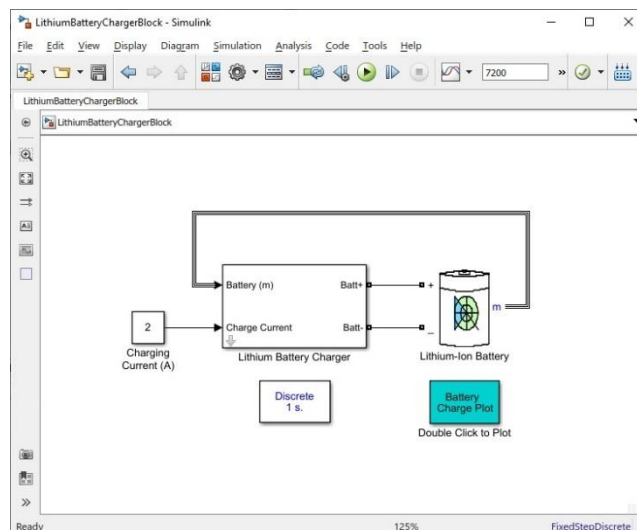 LithiumBatteryChargerBlock - Simulink
File Edit View Display Diagram Simulation Analysis Code Tools Help
7200 »
LithiumBatteryChargerBlock
LithiumBatteryChargerBlock
Battery (m) Batt+
Charge Current Batt-
Lithium Battery Charger
2
Charging
Current (A)
+
m
_
Lithium-Ion Battery
Discrete
1 s.
Battery
Charge Plot
Double Click to Plot
»
Ready 125% FixedStepDiscrete